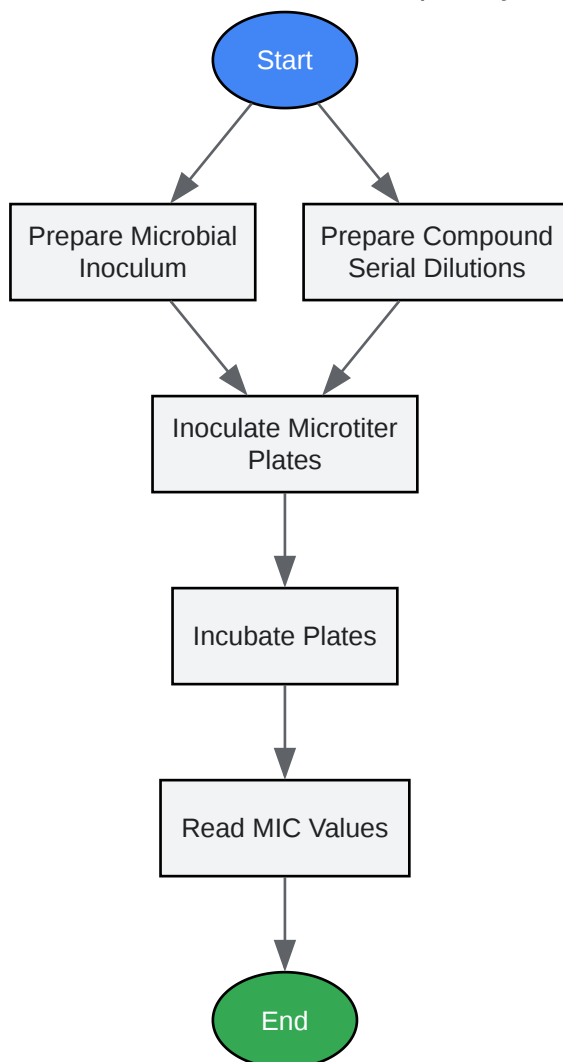 Start
Prepare Microbial
Inoculum
Prepare Compound
Serial Dilutions
Inoculate Microtiter
Plates
Incubate Plates
Read MIC Values
End